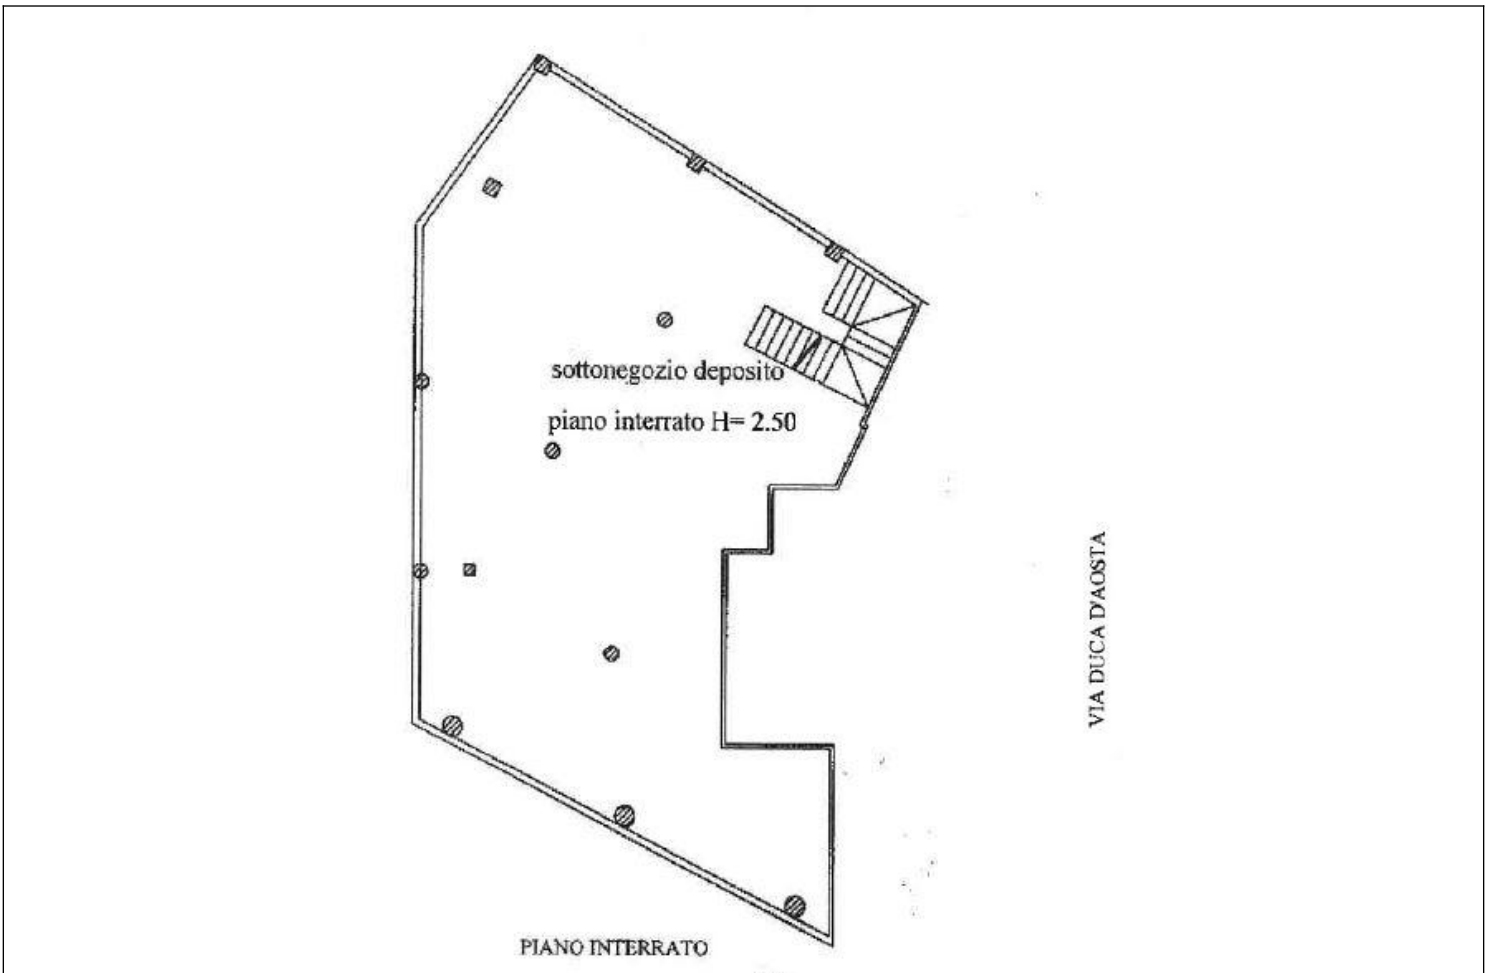 sottonegozio deposito
piano interrato H= 2.50
VIA DUCA D'AOSTA
PIANO INTERRATO